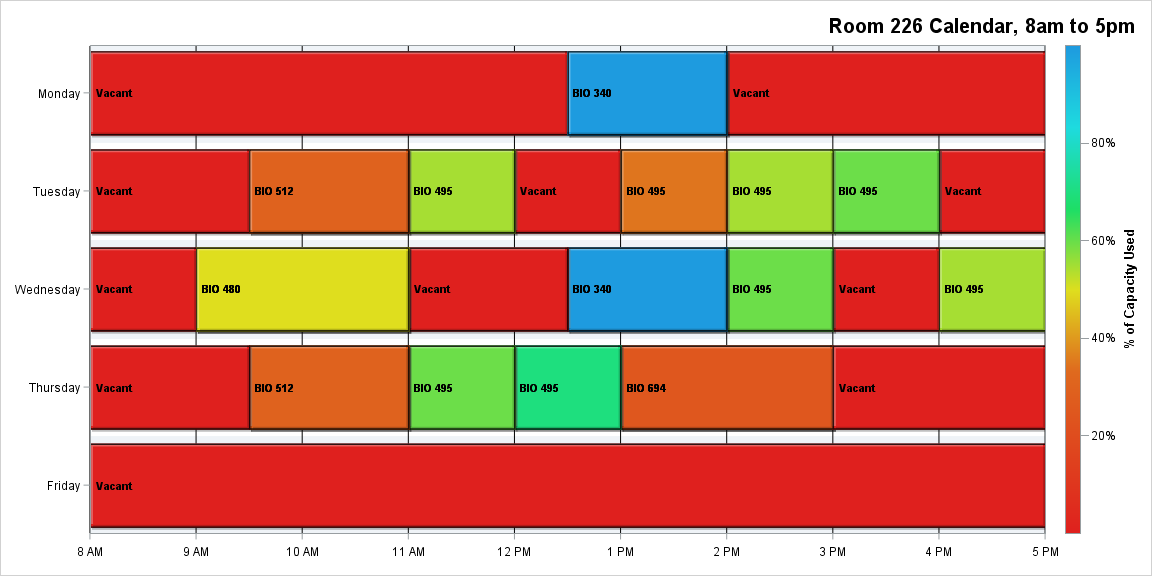 Room 226 Calendar, 8am to 5pm
Monday
Vacant
BIO 340
Vacant
Tuesday
Vacant
BIO 512
BIO 495
Vacant
BIO 495
BIO 495
BIO 495
Vacant
Wednesday
Vacant
BIO 480
Vacant
BIO 340
BIO 495
Vacant
BIO 495
Thursday
Vacant
BIO 512
BIO 495
BIO 495
BIO 694
Vacant
Friday
Vacant
8 AM
9 AM
10 AM
11 AM
12 PM
1 PM
2 PM
3 PM
4 PM
5 PM
80%
60%
40%
20%
% of Capacity Used